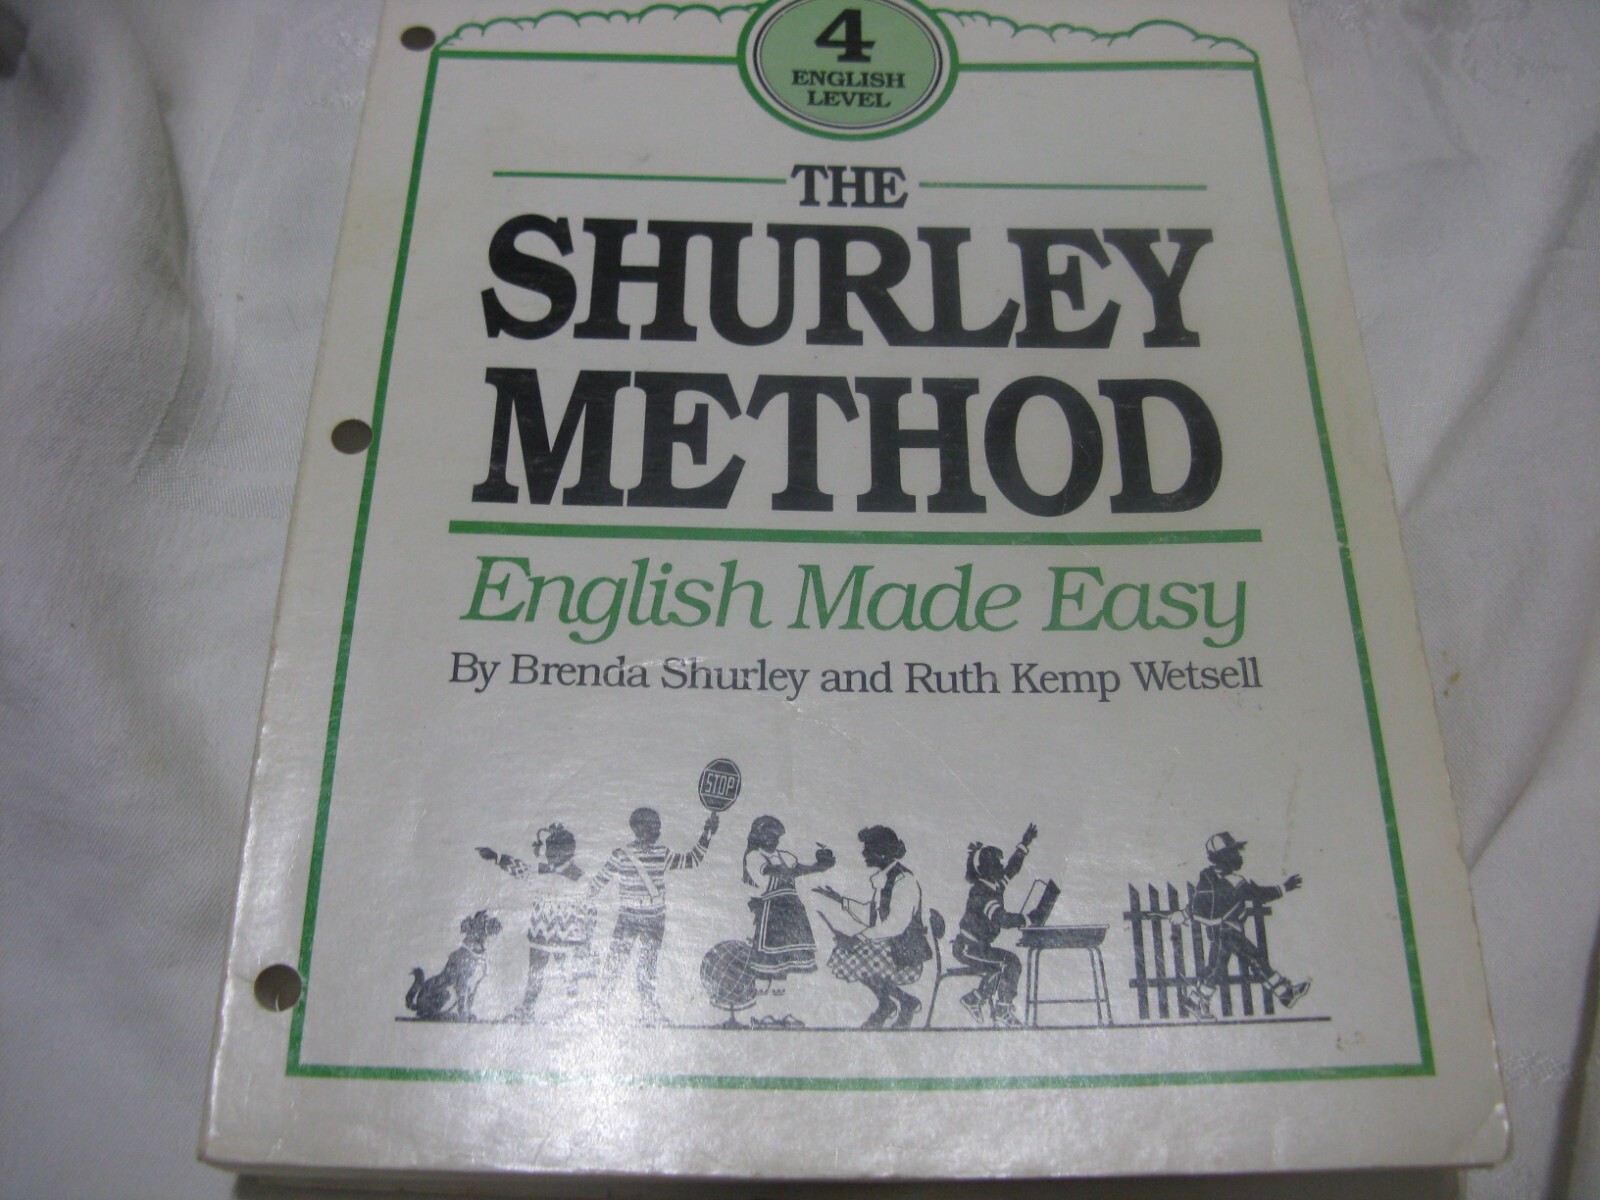 4
ENGLISH
LEVEL
THE
SHURLEY
METHOD
English Made Easy
By Brenda Shurley and Ruth Kemp Wetsell
STOP